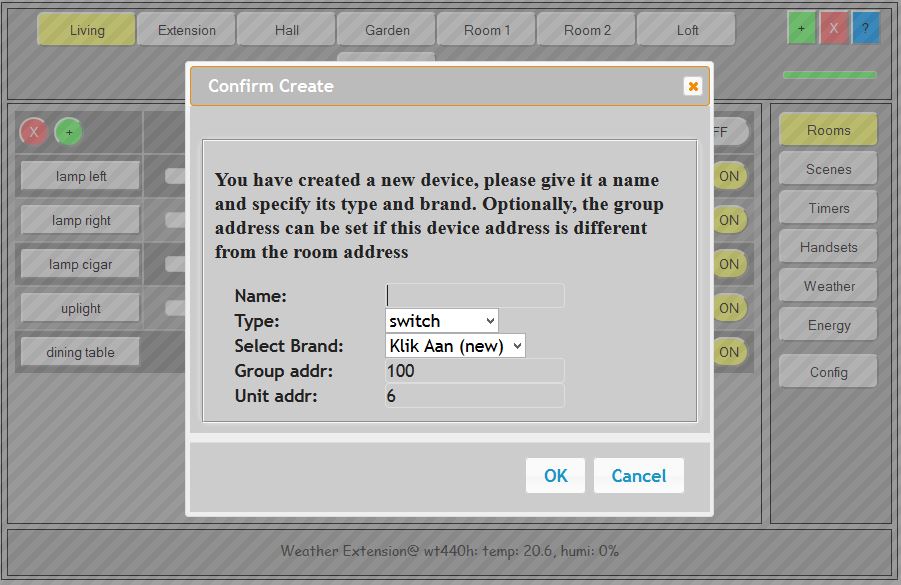 Living Extension Hall Garden Room 1 Room 2 Loft + X ?
Confirm Create
X + FF Rooms
You have created a new device, please give it a name
and specify its type and brand. Optionally, the group
address can be set if this device address is different
from the room address
Name:
Type: switch
Select Brand: Klik Aan (new)
Group addr: 100
Unit addr: 6
OK Cancel
lamp left ON
lamp right ON
lamp cigar ON
uplight ON
dining table ON
Scenes
Timers
Handsets
Weather
Energy
Config
Weather Extension@ wt440h: temp: 20.6, humi: 0%